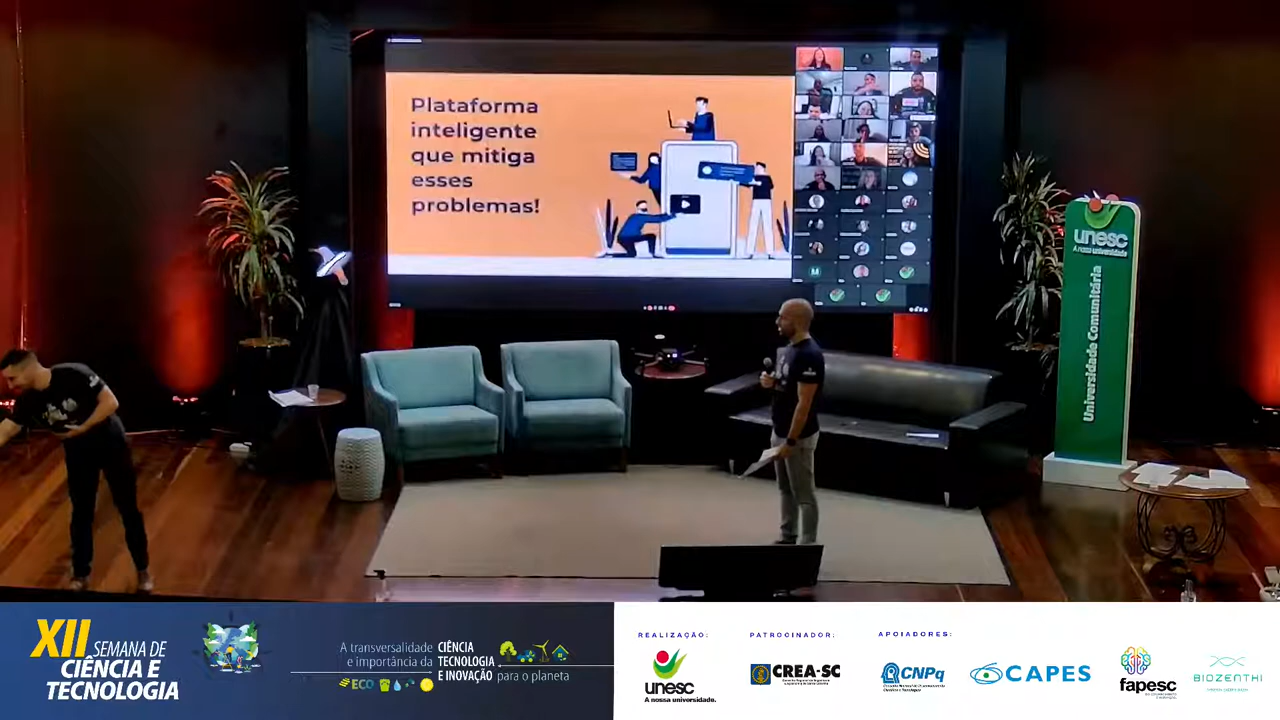 Plataforma
inteligente
que mitiga
esses
problemas!
M
unesc
A nossa universidade
Universidade Comunitária
XII SEMANA DE
CIÊNCIA E
TECNOLOGIA
A transversalidade
e importância da
CIÊNCIA
TECNOLOGIA
E INOVAÇÃO
para o planeta
ECO
REALIZAÇÃO:
unesc
A nossa universidade.
PATROCINADOR:
CREA-SC
APOIADORES:
CNPq
CAPES
fapesc
BIOZENTHI